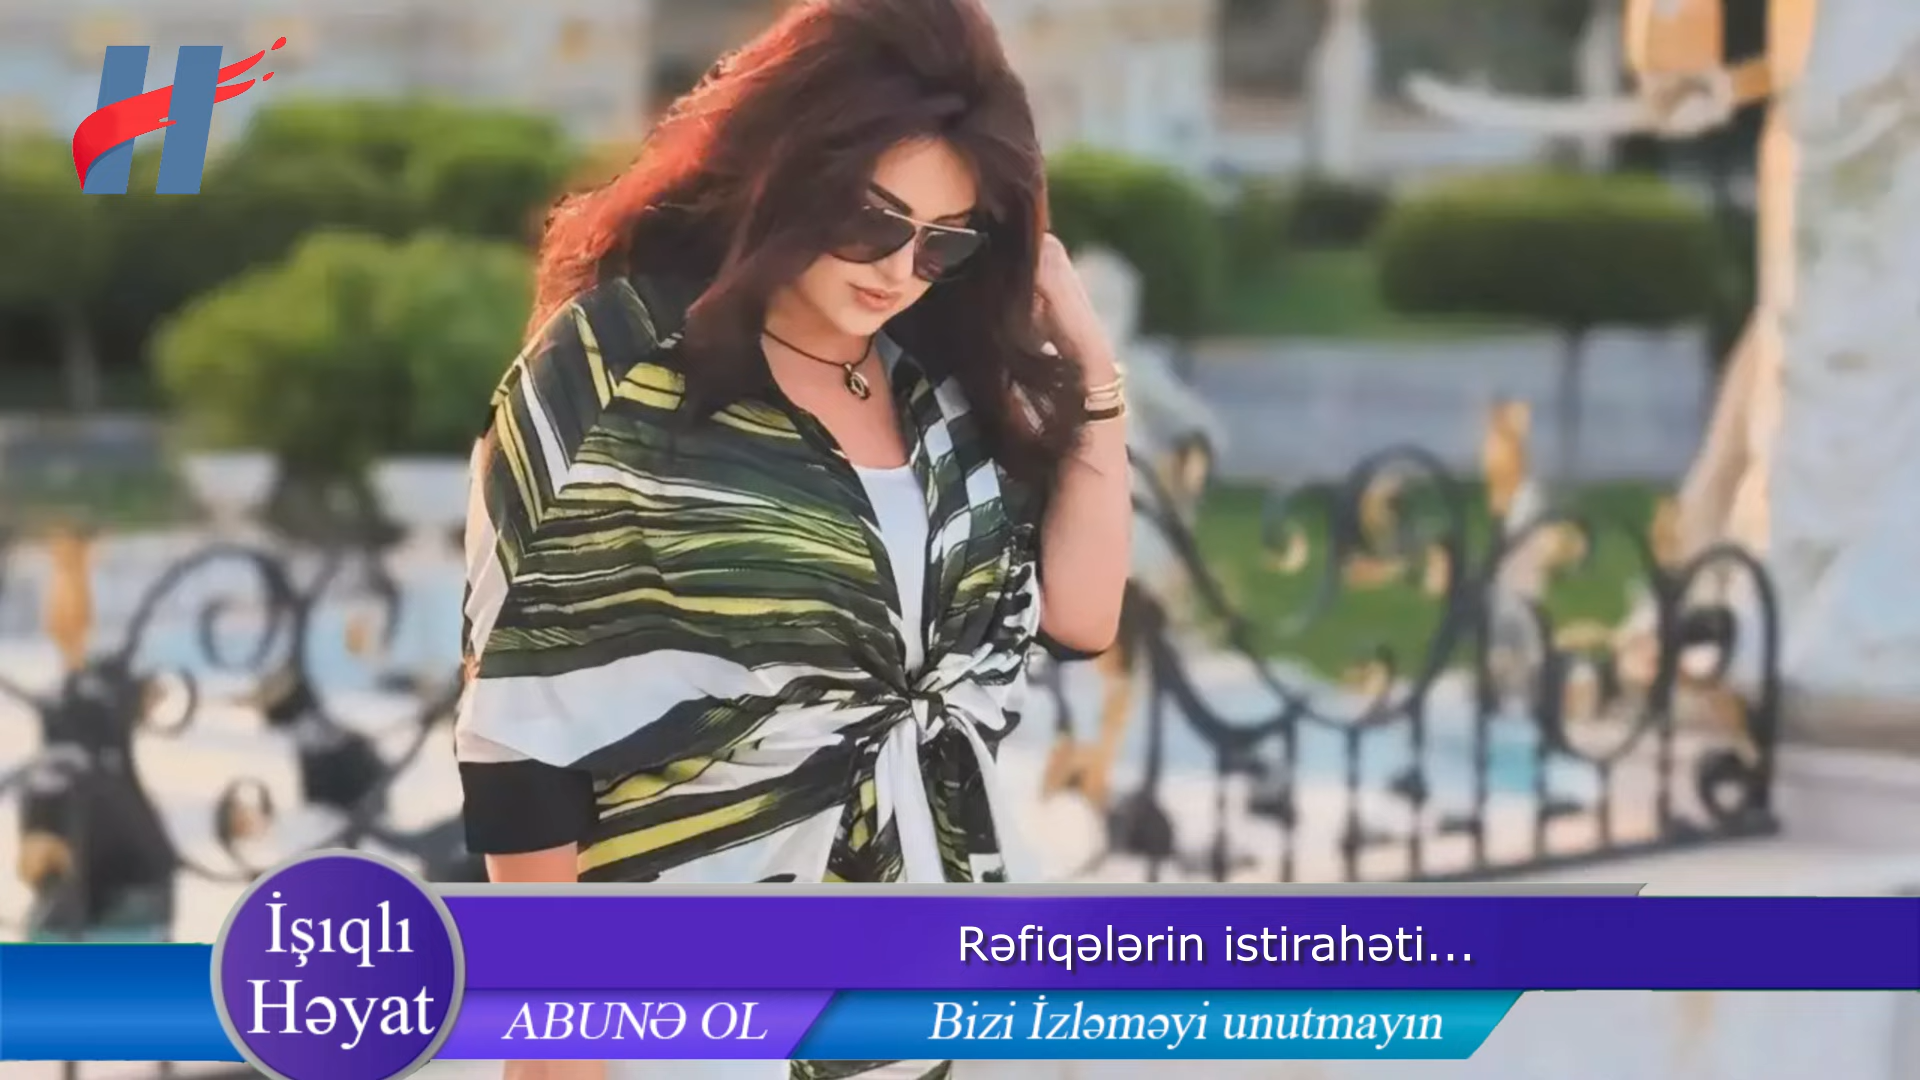 H
Rəfiqələrin istirahəti...
İşıqlı
Həyat
ABUNƏ OL
Bizi İzləməyi unutmayın